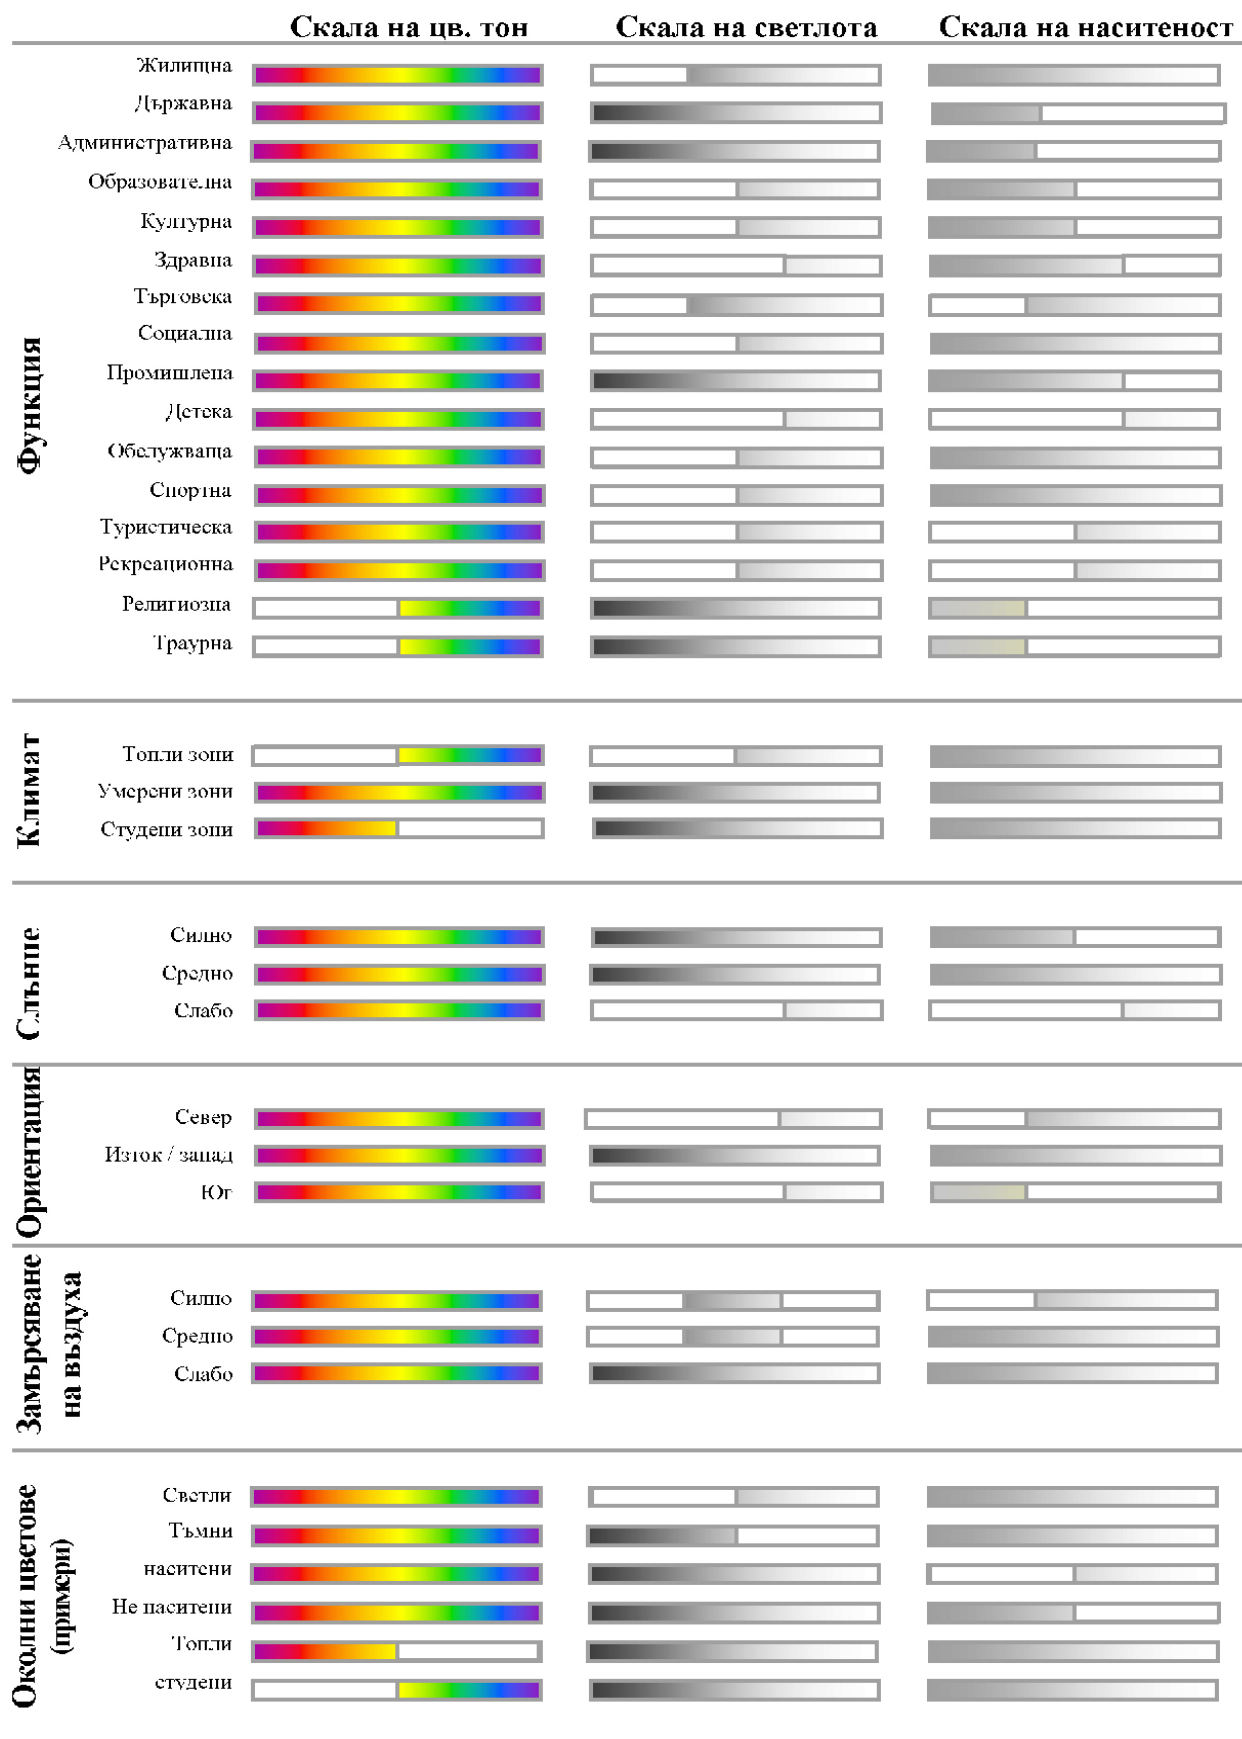 Скала на цв. тон
Скала на светлота
Скала на наситеност
Функция
Жилищна
Държавна
Административна
Образователна
Културна
Здравна
Търговска
Социална
Промишлена
Детска
Обслужваща
Спортна
Туристическа
Рекреационна
Религиозна
Траурна
Климат
Топли зони
Умерени зони
Студени зони
Слънце
Силно
Средно
Слабо
Ориентация
Север
Изток / запад
Юг
Замърсяване
на въздуха
Силно
Средно
Слабо
Околни цветове
(примери)
Светли
Тъмни
наситени
Не наситени
Топли
студени